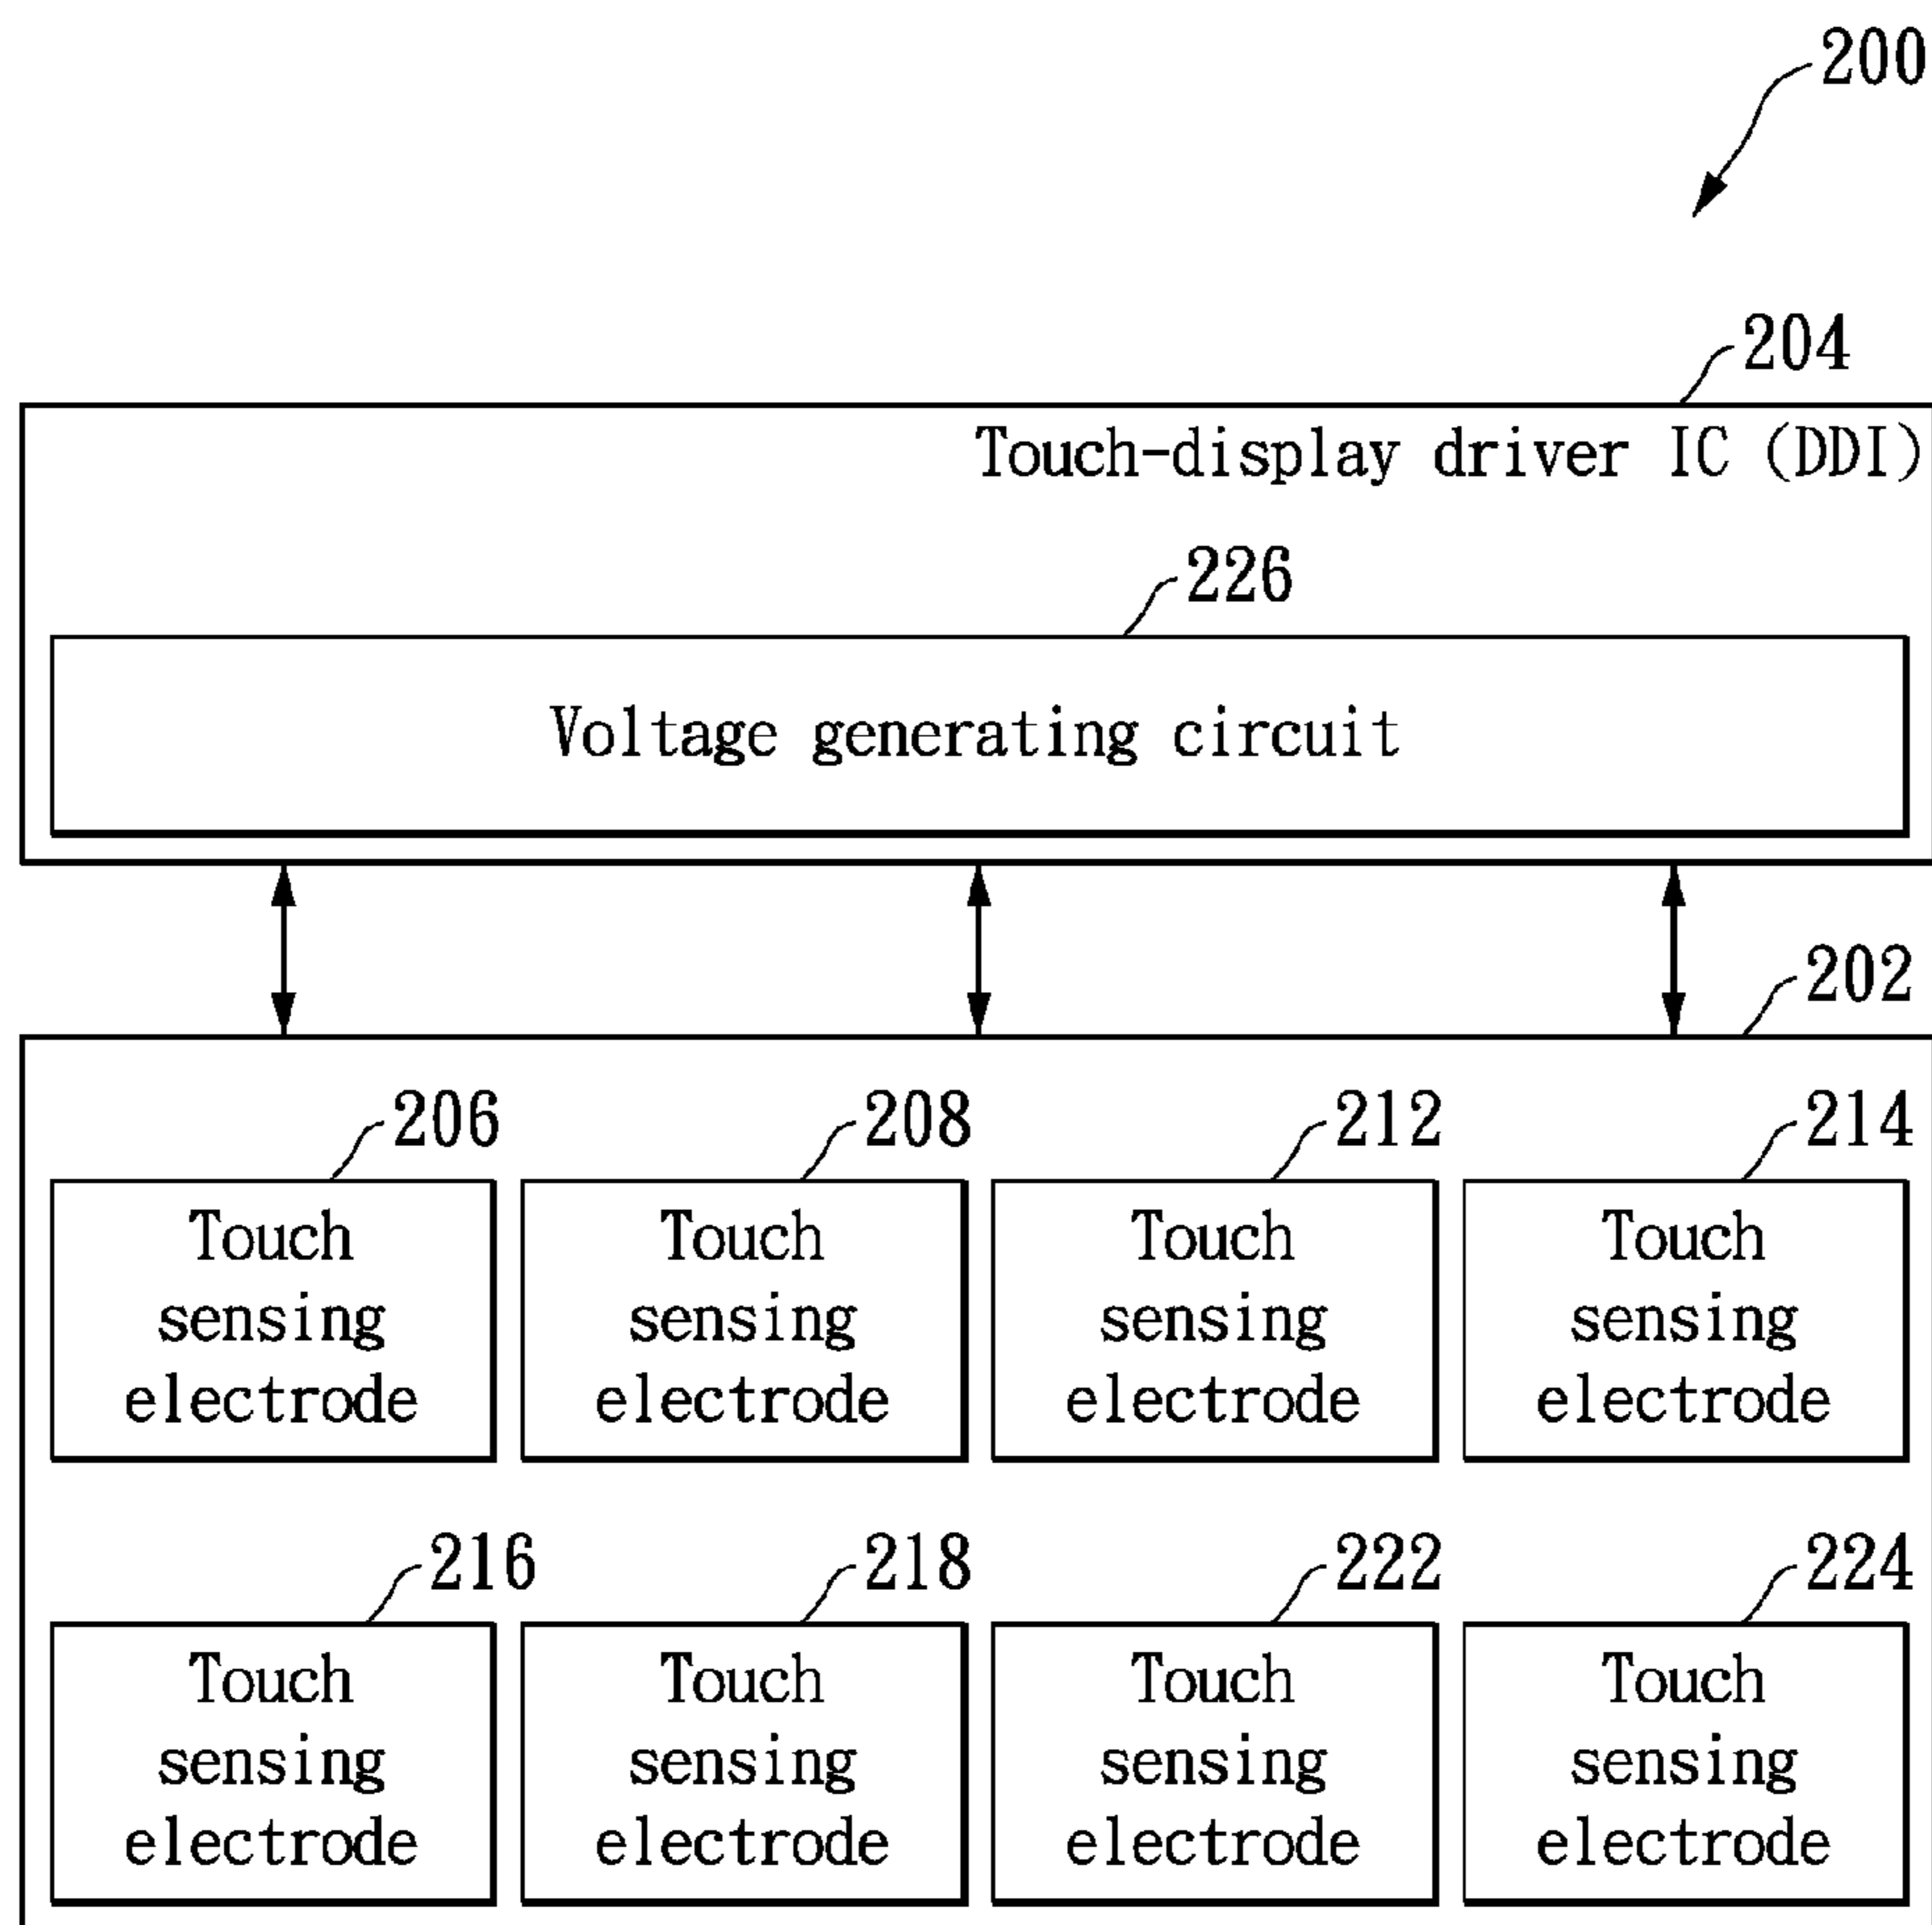 200
204
Touch-display driver IC (DDI)
226
Voltage generating circuit
202
206 208 212 214
Touch Touch Touch Touch
sensing sensing sensing sensing
electrode electrode electrode electrode
216 218 222 224
Touch Touch Touch Touch
sensing sensing sensing sensing
electrode electrode electrode electrode